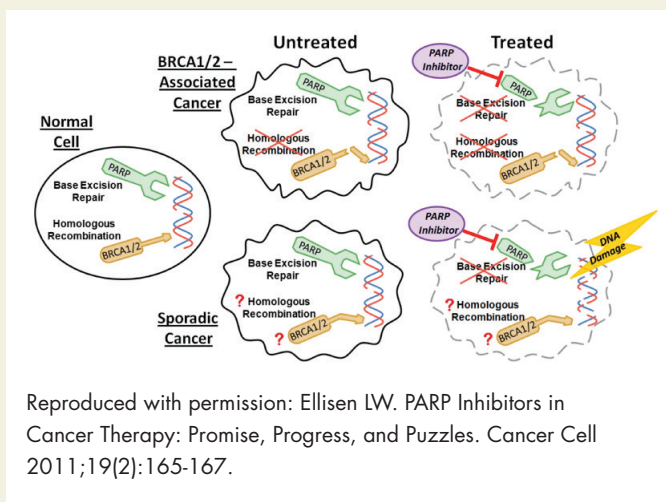 Untreated
Treated
BRCA1/2 –
Associated
Cancer
PARP
Base Excision
Repair
Homologous
Recombination
BRCA1/2
PARP
Inhibitor
PARP
Base Excision
Repair
Homologous
Recombination
BRCA1/2
Normal
Cell
PARP
Base Excision
Repair
Homologous
Recombination
BRCA1/2
Sporadic
Cancer
PARP
Base Excision
Repair
? Homologous
Recombination
? BRCA1/2
PARP
Inhibitor
PARP
Base Excision
Repair
? Homologous
Recombination
? BRCA1/2
DNA
Damage
Reproduced with permission: Ellisen LW. PARP Inhibitors in
Cancer Therapy: Promise, Progress, and Puzzles. Cancer Cell
2011;19(2):165-167.